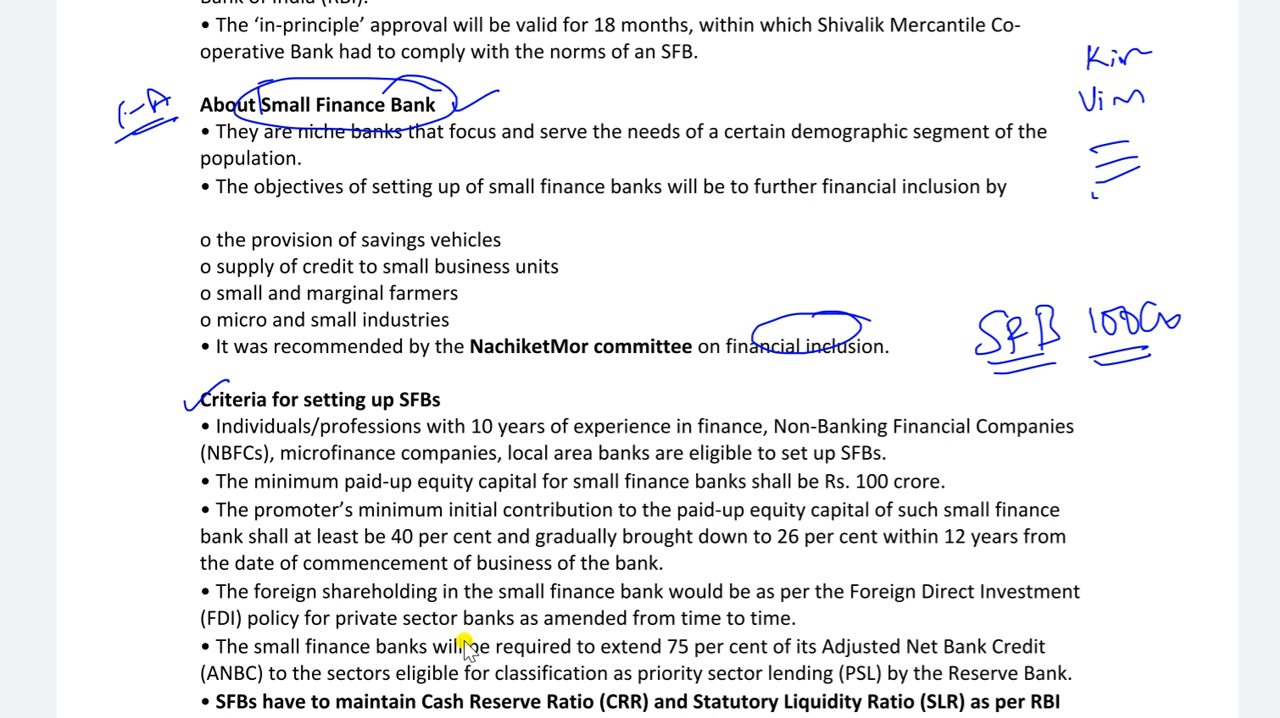 Bank of India (RBI).
• The ‘in-principle’ approval will be valid for 18 months, within which Shivalik Mercantile Co-
operative Bank had to comply with the norms of an SFB.
About Small Finance Bank
• They are niche banks that focus and serve the needs of a certain demographic segment of the
population.
• The objectives of setting up of small finance banks will be to further financial inclusion by
o the provision of savings vehicles
o supply of credit to small business units
o small and marginal farmers
o micro and small industries
• It was recommended by the NachiketMor committee on financial inclusion.
SFB
Criteria for setting up SFBs
• Individuals/professions with 10 years of experience in finance, Non-Banking Financial Companies
(NBFCs), microfinance companies, local area banks are eligible to set up SFBs.
• The minimum paid-up equity capital for small finance banks shall be Rs. 100 crore.
• The promoter’s minimum initial contribution to the paid-up equity capital of such small finance
bank shall at least be 40 per cent and gradually brought down to 26 per cent within 12 years from
the date of commencement of business of the bank.
• The foreign shareholding in the small finance bank would be as per the Foreign Direct Investment
(FDI) policy for private sector banks as amended from time to time.
• The small finance banks will be required to extend 75 per cent of its Adjusted Net Bank Credit
(ANBC) to the sectors eligible for classification as priority sector lending (PSL) by the Reserve Bank.
• SFBs have to maintain Cash Reserve Ratio (CRR) and Statutory Liquidity Ratio (SLR) as per RBI